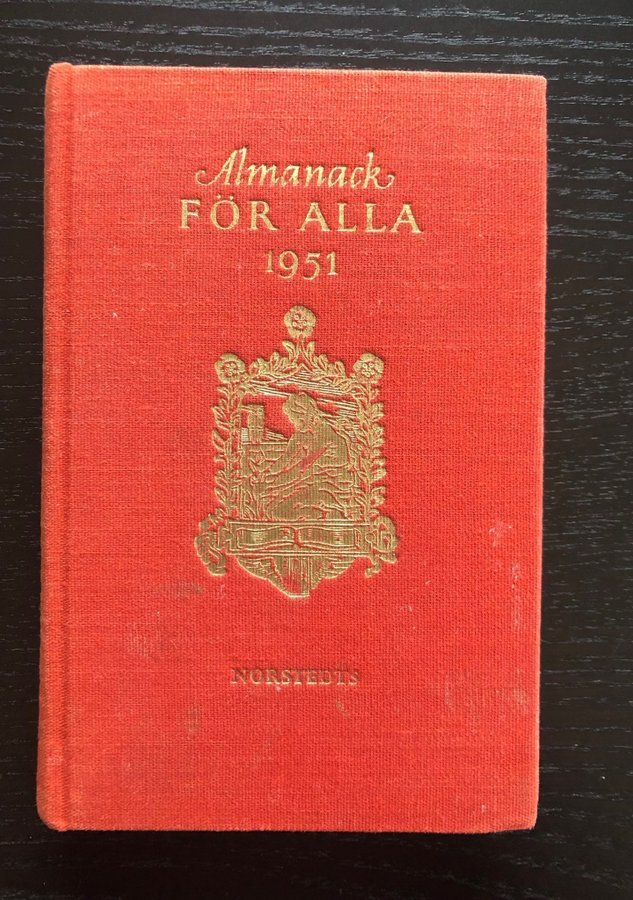 Almanack
FÖR ALLA
1951
NORSTEDTS